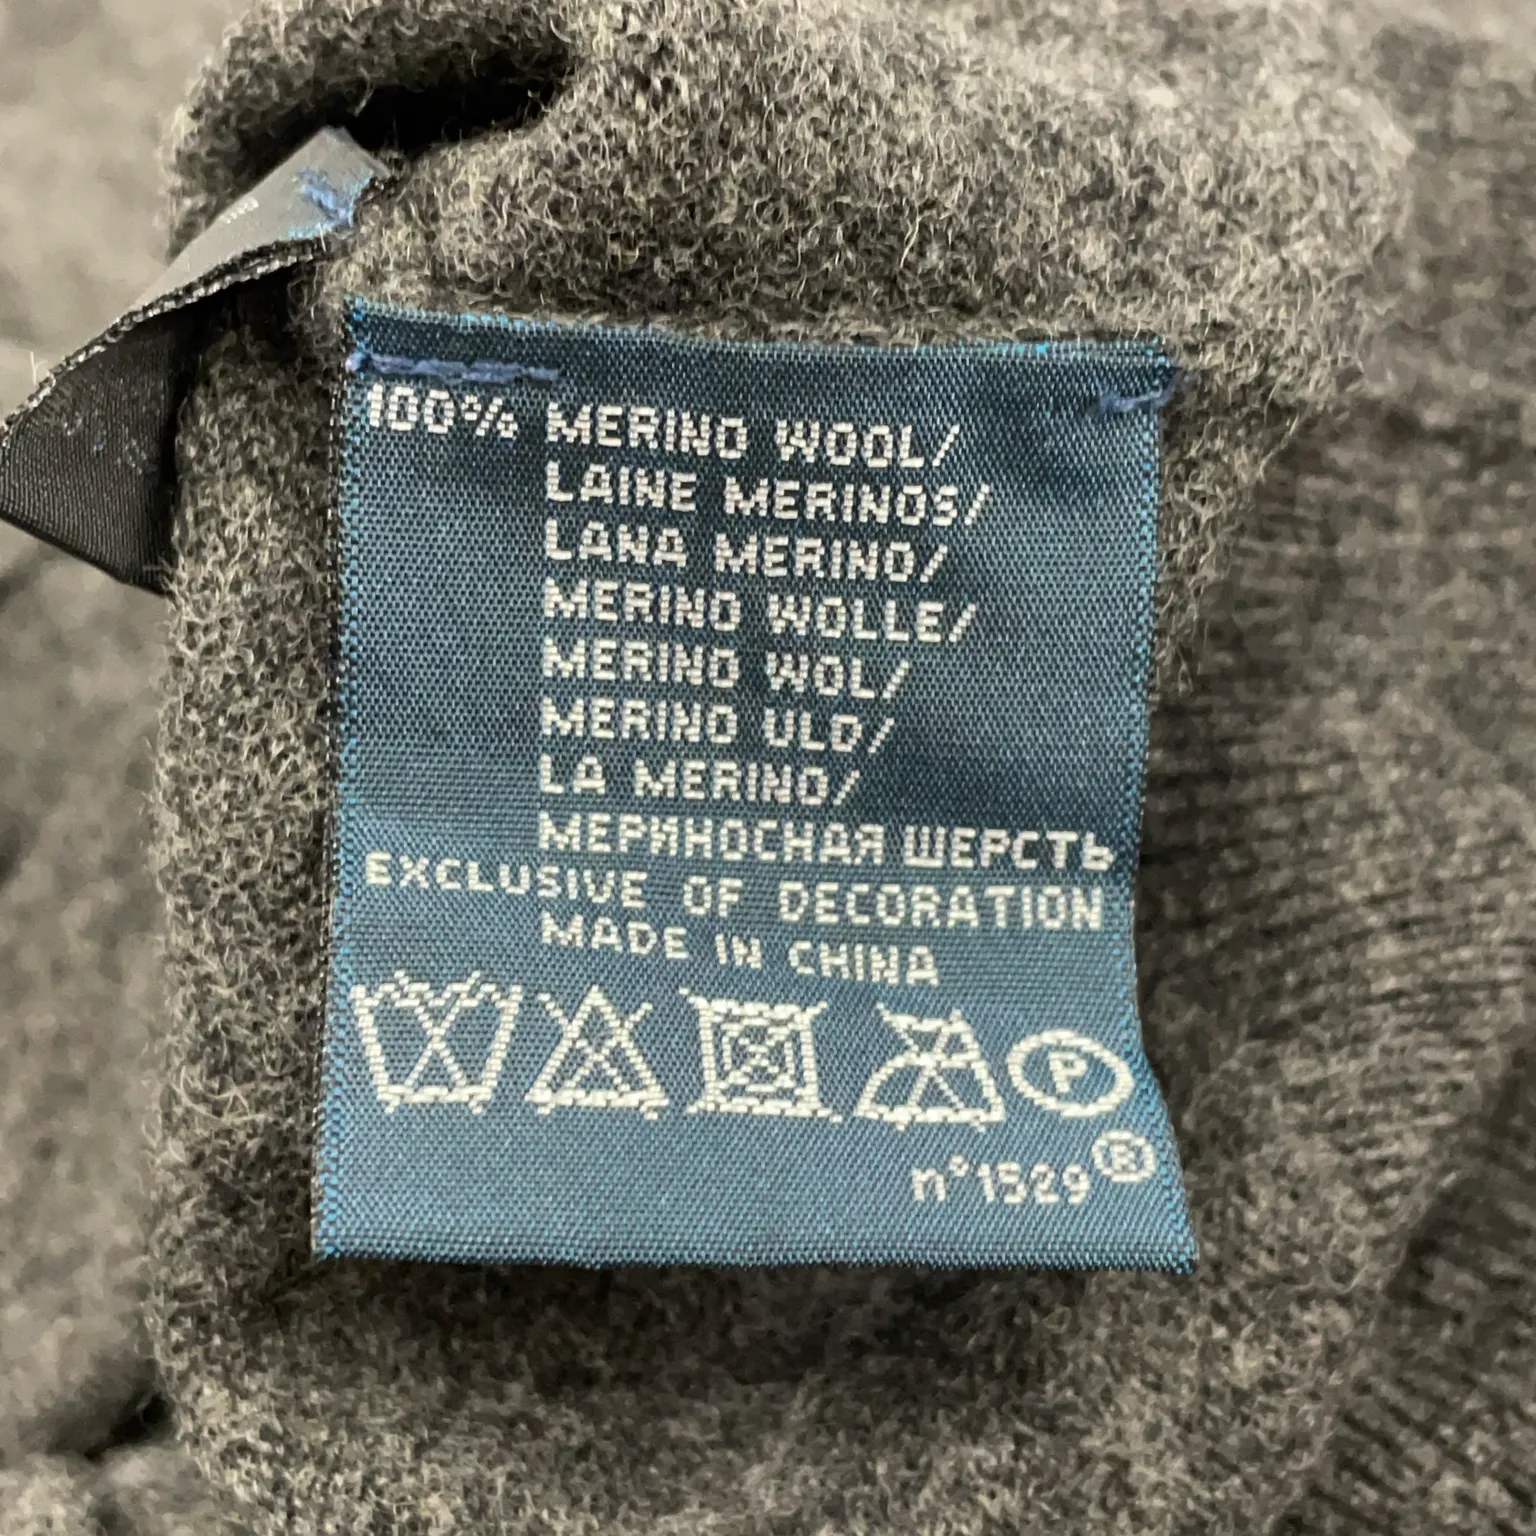 100% MERINO WOOL/
LAINE MERINOS/
LANA MERINO/
MERINO WOLLE/
MERINO WOL/
MERINO ULD/
LÃ MERINO/
МЕРИНОСНАЯ ШЕРСТЬ
EXCLUSIVE OF DECORATION
MADE IN CHINA
P
n°1529®